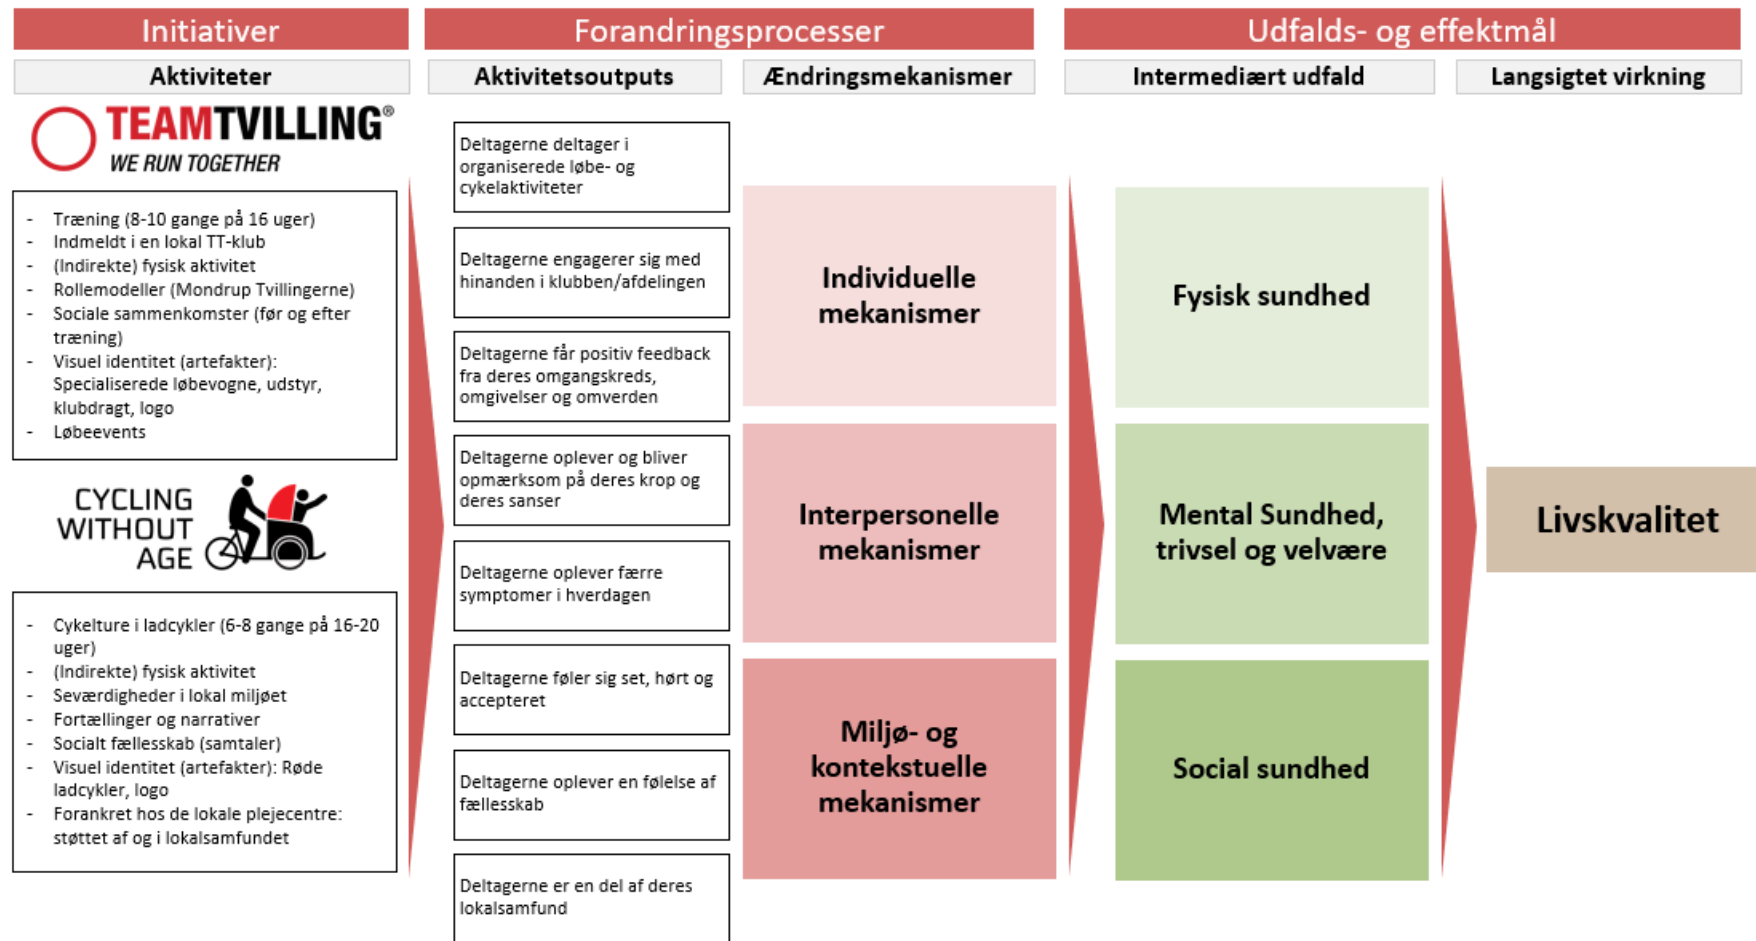 Initiativer
Forandringsprocesser
Udfalds- og effektmål
Aktiviteter
Aktivitetsoutputs
Ændringsmekanismer
Intermediært udfald
Langsigtet virkning
TEAMTVILLING®
WE RUN TOGETHER
- Træning (8-10 gange på 16 uger)
- Indmeldt i en lokal TT-klub
- (Indirekte) fysisk aktivitet
- Rollemodeller (Mondrup Tvillingerne)
- Sociale sammenkomster (før og efter
træning)
- Visuel identitet (artefakter):
Specialiserede løbevogne, udstyr,
klubdragt, logo
- Løbeevents
CYCLING
WITHOUT
AGE
- Cykelture i ladcykler (6-8 gange på 16-20
uger)
- (Indirekte) fysisk aktivitet
- Seværdigheder i lokal miljøet
- Fortællinger og narrativer
- Socialt fællesskab (samtaler)
- Visuel identitet (artefakter): Røde
ladcykler, logo
- Forankret hos de lokale plejecentre:
støttet af og i lokalsamfundet
Deltagerne deltager i
organiserede løbe- og
cykelaktiviteter
Deltagerne engagerer sig med
hinanden i klubben/afdelingen
Deltagerne får positiv feedback
fra deres omgangskreds,
omgivelser og omverden
Deltagerne oplever og bliver
opmærksom på deres krop og
deres sanser
Deltagerne oplever færre
symptomer i hverdagen
Deltagerne føler sig set, hørt og
accepteret
Deltagerne oplever en følelse af
fællesskab
Deltagerne er en del af deres
lokalsamfund
Individuelle
mekanismer
Interpersonelle
mekanismer
Miljø- og
kontekstuelle
mekanismer
Fysisk sundhed
Mental Sundhed,
trivsel og velvære
Social sundhed
Livskvalitet